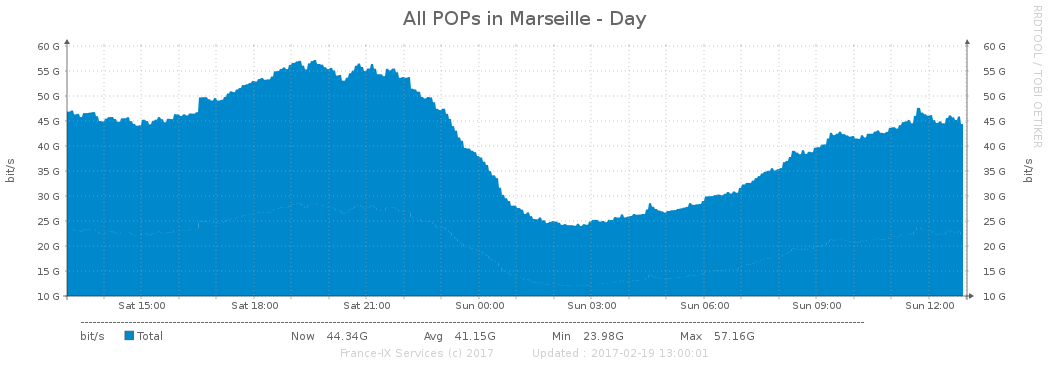 All POPs in Marseille - Day
RRDTOOL / TOBI OETIKER
bit/s
60 G
55 G
50 G
45 G
40 G
35 G
30 G
25 G
20 G
15 G
10 G
60 G
55 G
50 G
45 G
40 G
35 G
30 G
25 G
20 G
15 G
10 G
bit/s
Sat 15:00 Sat 18:00 Sat 21:00 Sun 00:00 Sun 03:00 Sun 06:00 Sun 09:00 Sun 12:00
bit/s Total Now 44.34G Avg 41.15G Min 23.98G Max 57.16G
France-IX Services (c) 2017 Updated : 2017-02-19 13:00:01